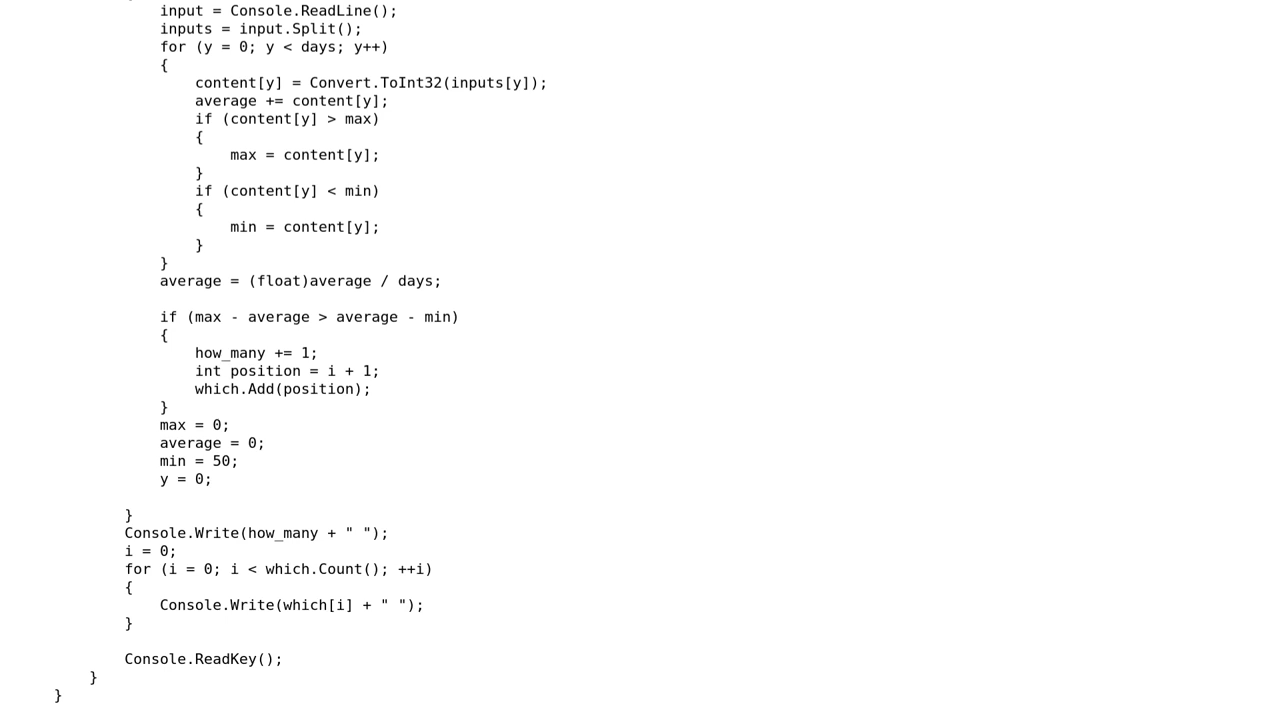 input = Console.ReadLine();
inputs = input.Split();
for (y = 0; y < days; y++)
{
content[y] = Convert.ToInt32(inputs[y]);
average += content[y];
if (content[y] > max)
{
max = content[y];
}
if (content[y] < min)
{
min = content[y];
}
}
average = (float)average / days;
if (max - average > average - min)
{
how_many += 1;
int position = i + 1;
which.Add(position);
}
max = 0;
average = 0;
min = 50;
y = 0;
}
Console.Write(how_many + " ");
i = 0;
for (i = 0; i < which.Count(); ++i)
{
Console.Write(which[i] + " ");
}
Console.ReadKey();
}
}